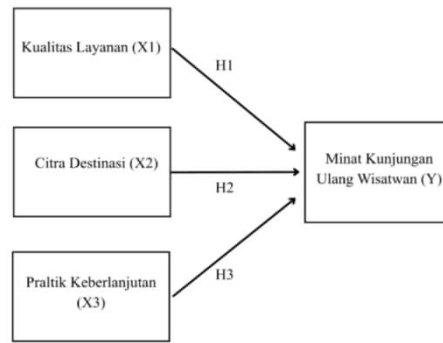 Kualitas Layanan (X1)
H1
Citra Destinasi (X2)
H2
Minat Kunjungan
Ulang Wisatwan (Y)
Praltik Keberlanjutan
(X3)
H3